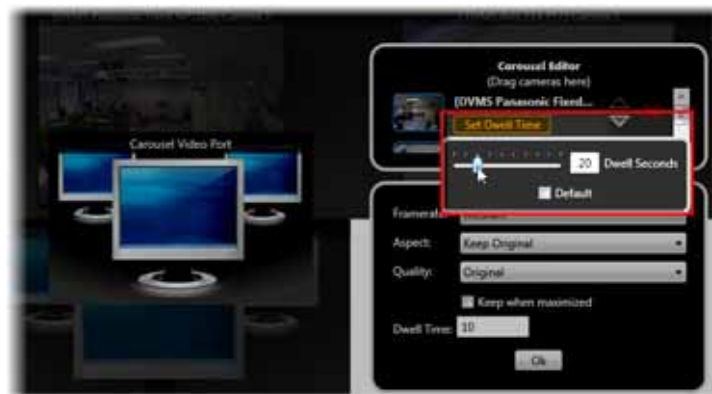 Carousel Editor
(Drag cameras here)
(DVMS Panasonic Fixed...
Set Dwell Time
Carousel Video Port
20 Dwell Seconds
Default
Framerate:
Aspect: Keep Original
Quality: Original
Keep when maximized
Dwell Time: 10
Ok